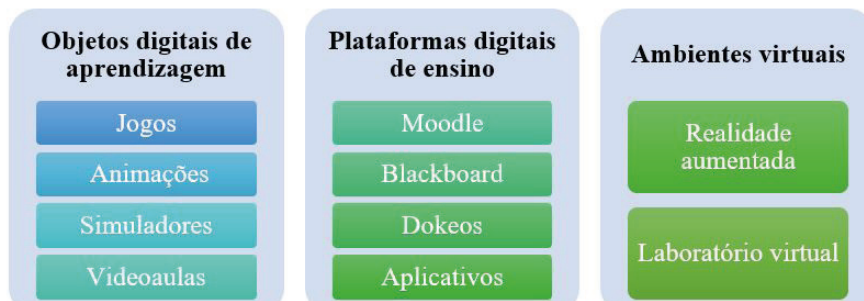 Objetos digitais de
aprendizagem
Jogos
Animações
Simuladores
Videoaulas
Plataformas digitais
de ensino
Moodle
Blackboard
Dokeos
Aplicativos
Ambientes virtuais
Realidade
aumentada
Laboratório virtual